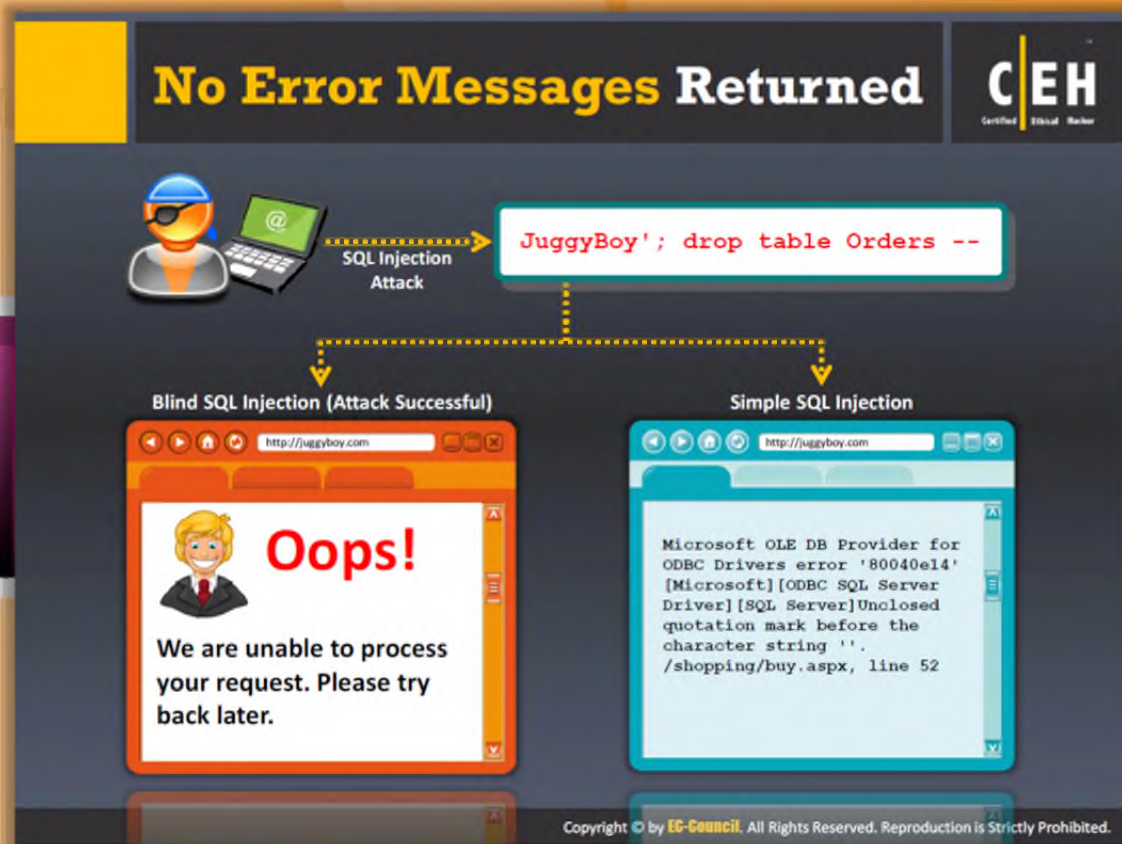 No Error Messages Returned
CEH
Certified Ethical Hacker
@
SQL Injection
Attack
JuggyBoy'; drop table Orders --
Blind SQL Injection (Attack Successful)
http://juggyboy.com
Oops!
We are unable to process
your request. Please try
back later.
Simple SQL Injection
http://juggyboy.com
Microsoft OLE DB Provider for
ODBC Drivers error '80040e14'
[Microsoft][ODBC SQL Server
Driver][SQL Server]Unclosed
quotation mark before the
character string ''.
/shopping/buy.aspx, line 52
Copyright © by EC-Council. All Rights Reserved. Reproduction is Strictly Prohibited.